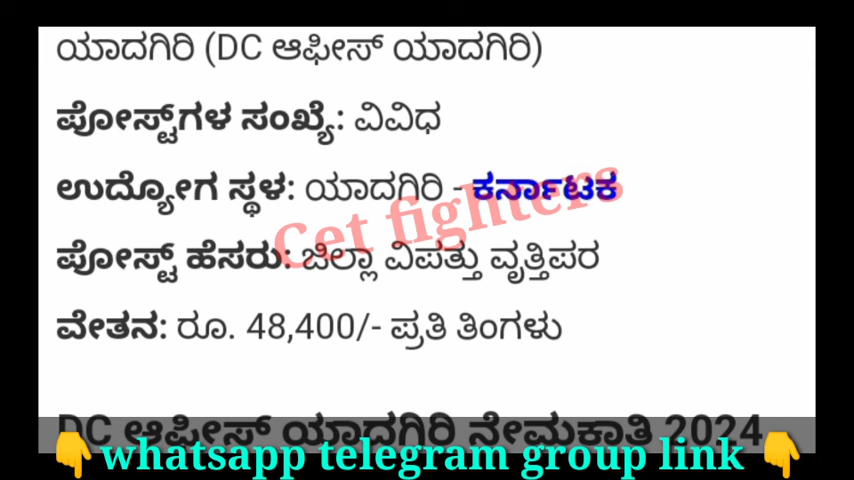 ಯಾದಗಿರಿ (DC ಆಫೀಸ್ ಯಾದಗಿರಿ)
ಪೋಸ್ಟ್‌ಗಳ ಸಂಖ್ಯೆ: ವಿವಿಧ
ಉದ್ಯೋಗ ಸ್ಥಳ: ಯಾದಗಿರಿ - ಕರ್ನಾಟಕ
Cet fighters
ಪೋಸ್ಟ್ ಹೆಸರು: ಜಿಲ್ಲಾ ವಿಪತ್ತು ವೃತ್ತಿಪರ
ವೇತನ: ರೂ. 48,400/- ಪ್ರತಿ ತಿಂಗಳು
DC ಆಫೀಸ್ ಯಾದಗಿರಿ ನೇಮಕಾತಿ 2024
👇whatsapp telegram group link 👇